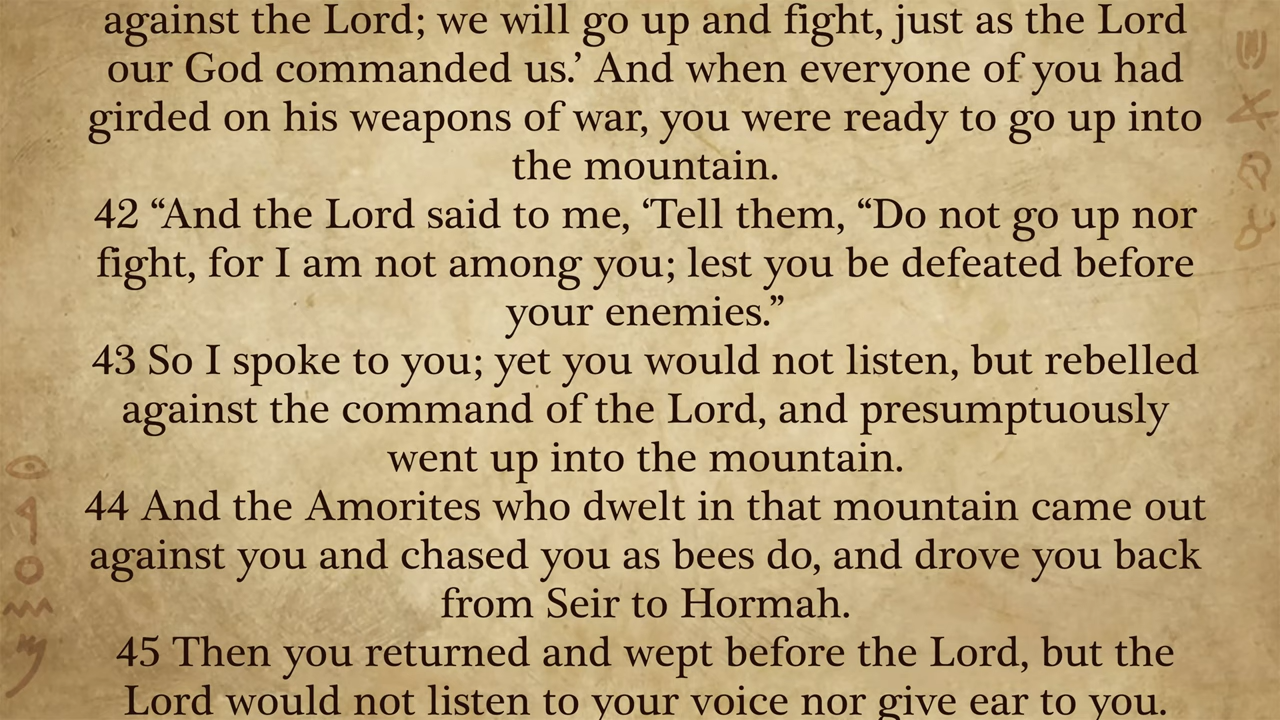 against the Lord; we will go up and fight, just as the Lord
our God commanded us.’ And when everyone of you had
girded on his weapons of war, you were ready to go up into
the mountain.
42 “And the Lord said to me, ‘Tell them, “Do not go up nor
fight, for I am not among you; lest you be defeated before
your enemies.”
43 So I spoke to you; yet you would not listen, but rebelled
against the command of the Lord, and presumptuously
went up into the mountain.
44 And the Amorites who dwelt in that mountain came out
against you and chased you as bees do, and drove you back
from Seir to Hormah.
45 Then you returned and wept before the Lord, but the
Lord would not listen to your voice nor give ear to you.